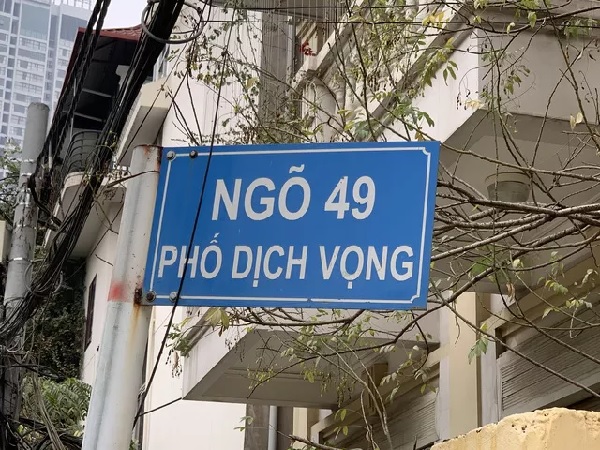 NGÕ 49
PHỐ DỊCH VỌNG